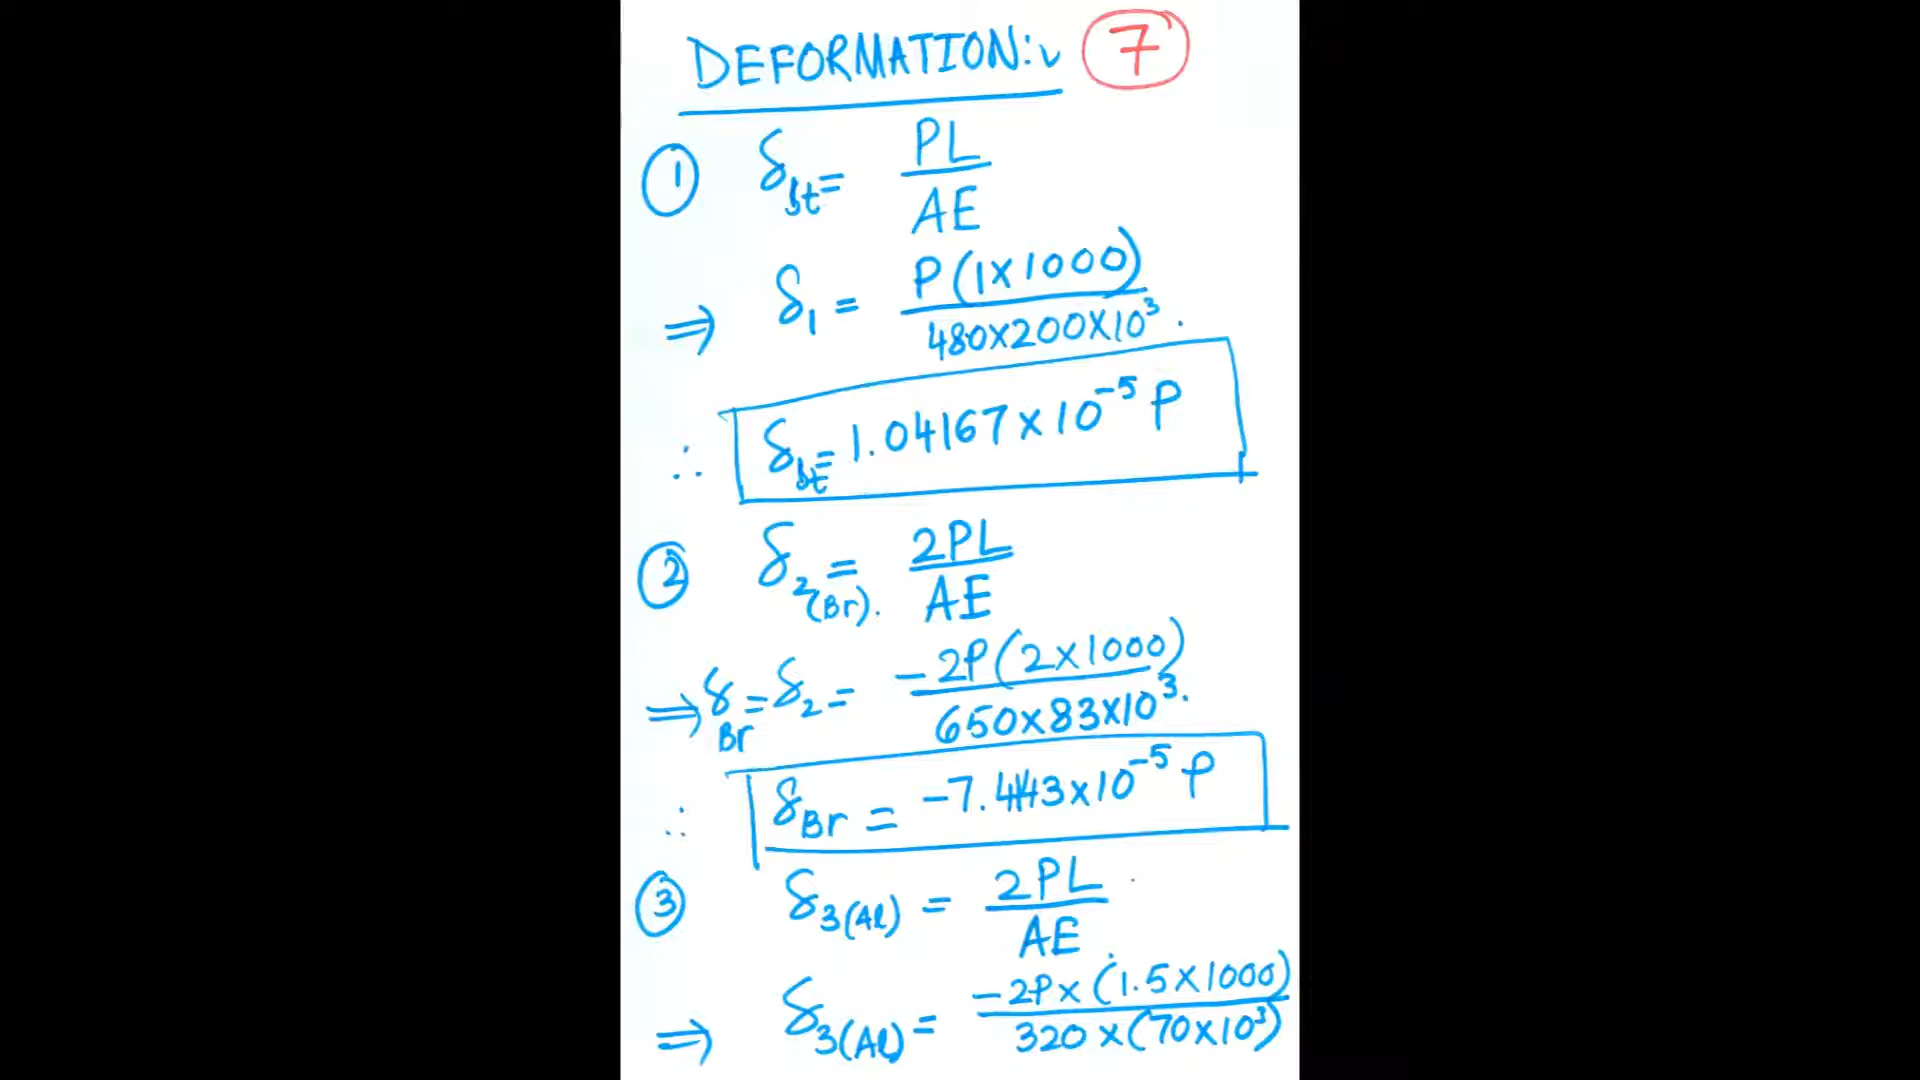 DEFORMATION:- 7
① δst = PL/AE
⇒ δ₁ = P(1×1000)/480×200×10³.
∴ δst = 1.04167×10⁻⁵ P
② δ₂(Br). = 2PL/AE
⇒ δBr = δ₂ = -2P(2×1000)/650×83×10³.
∴ δBr = -7.443×10⁻⁵ P
③ δ₃(Al) = 2PL/AE
⇒ δ₃(Al) = -2P×(1.5×1000)/320×(70×10³)